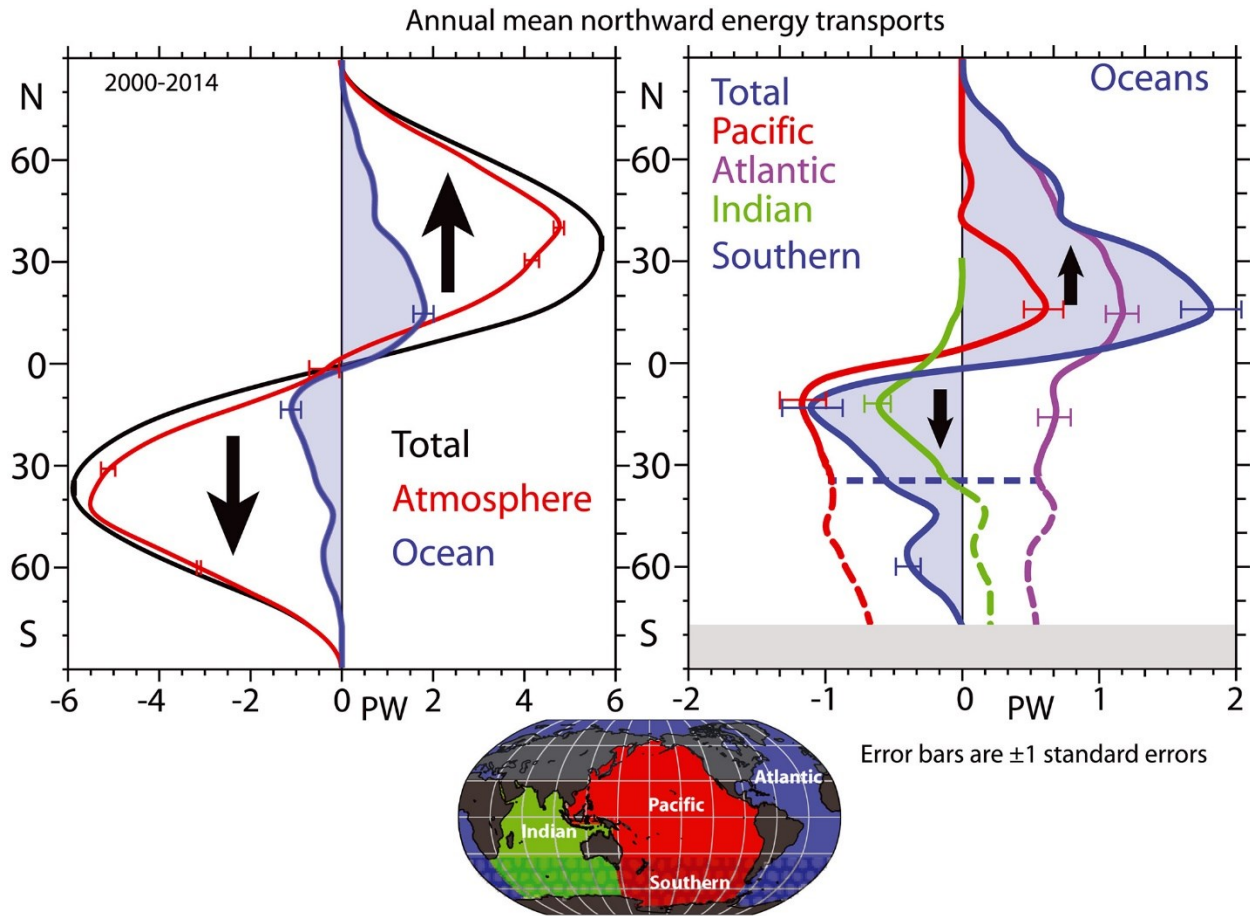 Annual mean northward energy transports
2000-2014
N
60
30
0
30
60
S
Total
Atmosphere
Ocean
-6 -4 -2 0 2 4 6
PW
Oceans
Total
Pacific
Atlantic
Indian
Southern
N
60
30
0
30
60
S
-2 -1 0 1 2
PW
Error bars are ±1 standard errors
Atlantic
Pacific
Indian
Southern